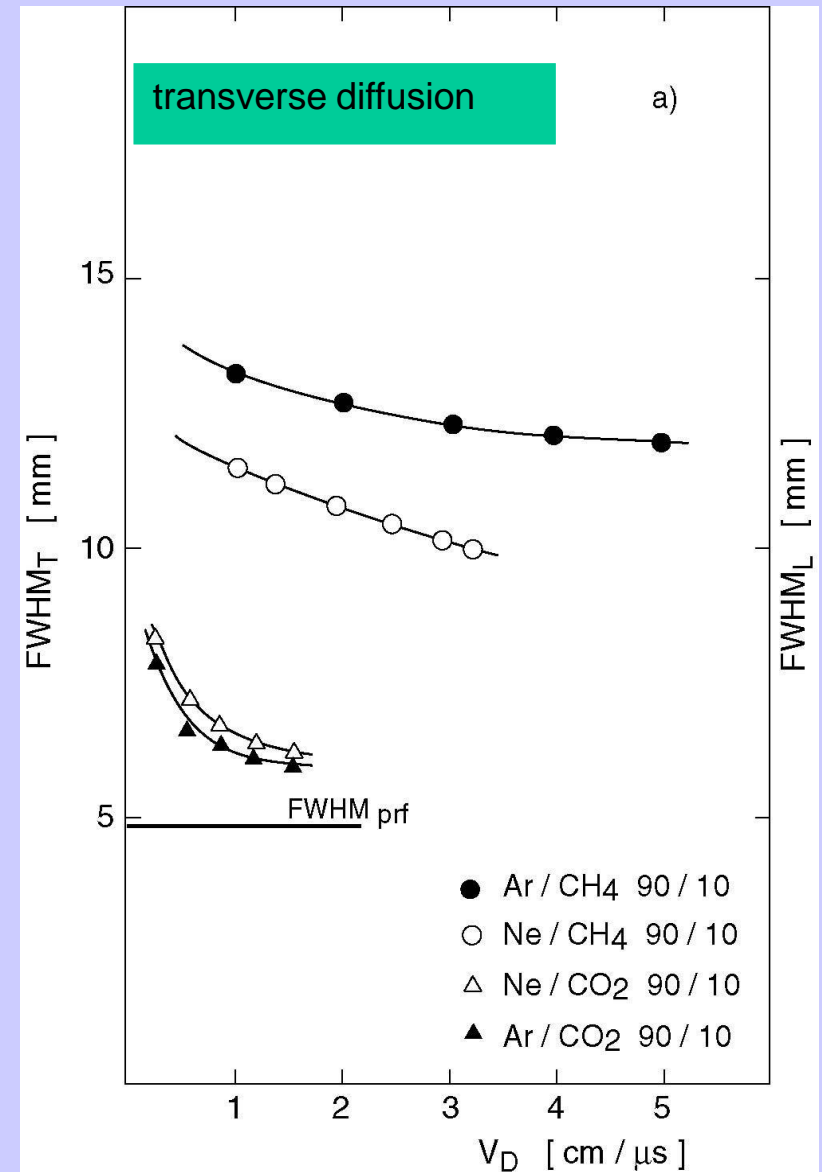 transverse diffusion
a)
15
10
5
FWHM_T [ mm ]
FWHM_L [ mm ]
FWHM prf
● Ar / CH4 90 / 10
○ Ne / CH4 90 / 10
△ Ne / CO2 90 / 10
▲ Ar / CO2 90 / 10
1 2 3 4 5
V_D [ cm / μs ]